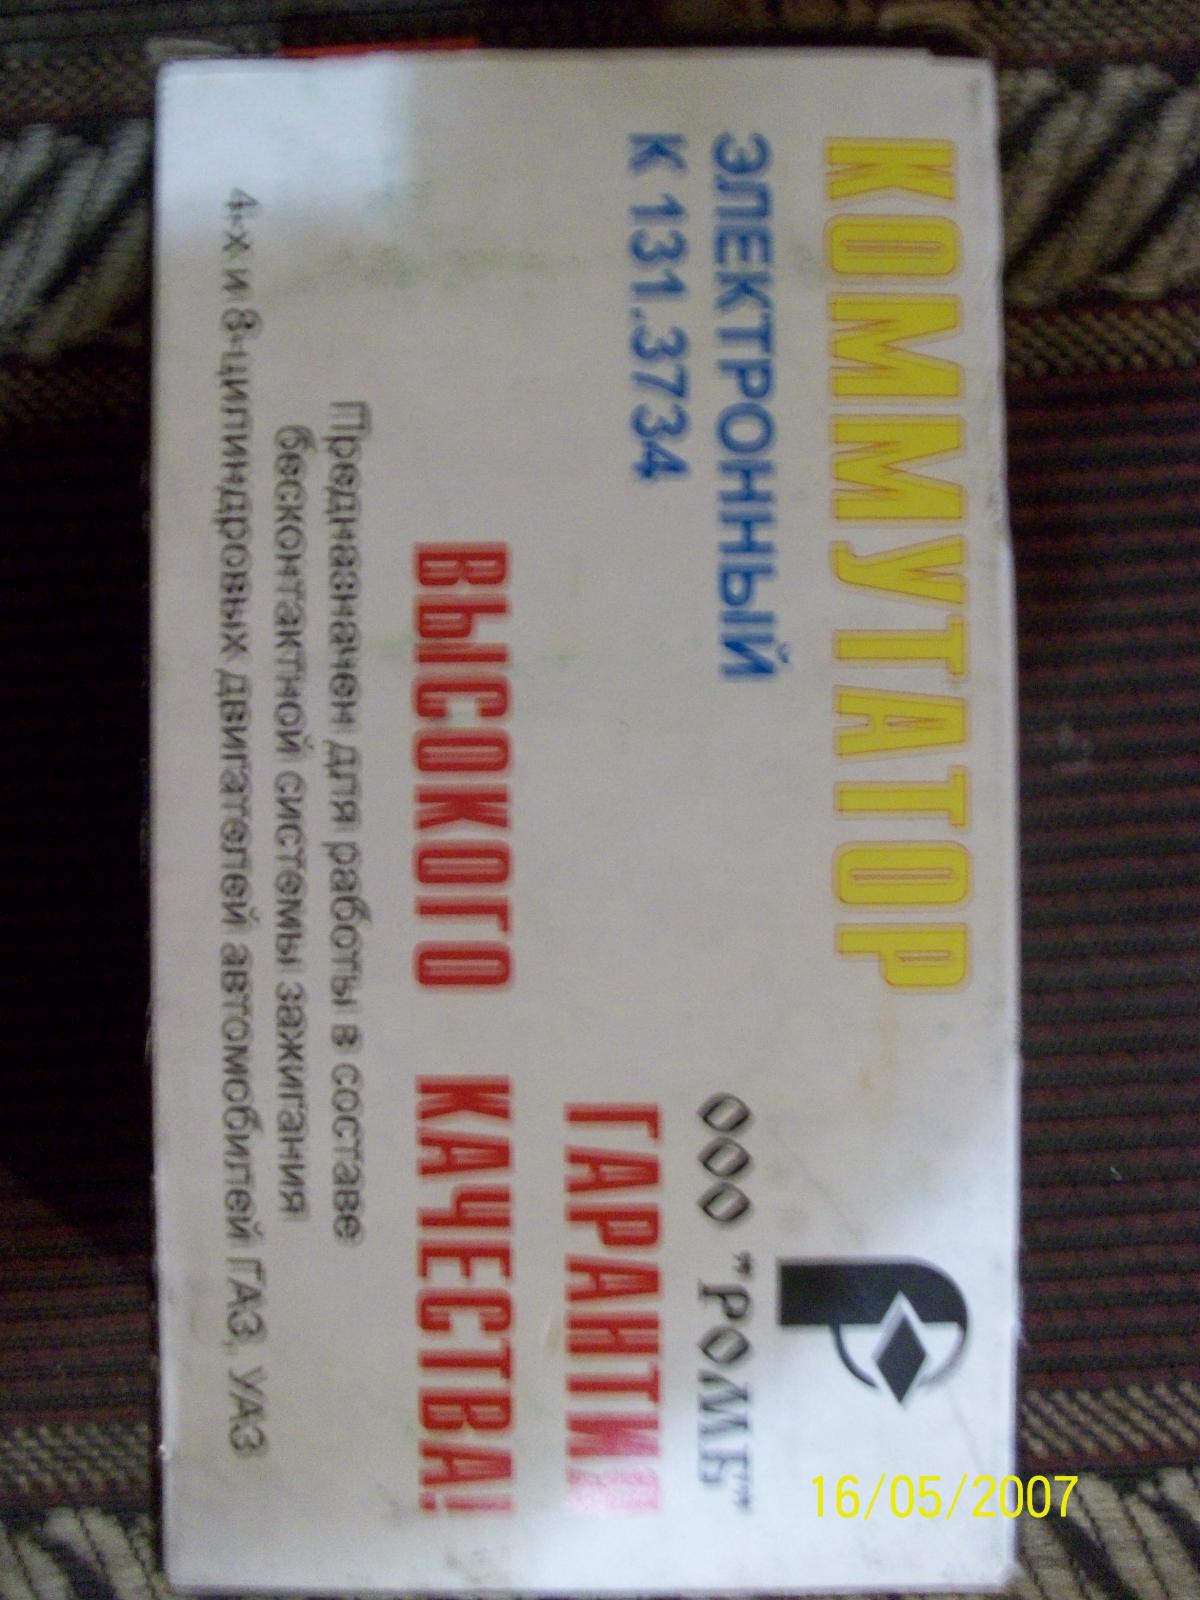 КОММУТАТОР
ЭЛЕКТРОННЫЙ
К 131.3734
ООО "РОМБ"
ГАРАНТИЯ
ВЫСОКОГО КАЧЕСТВА!
Предназначен для работы в составе
бесконтактной системы зажигания
4-х и 8-цилиндровых двигателей автомобилей ГАЗ, УАЗ
16/05/2007